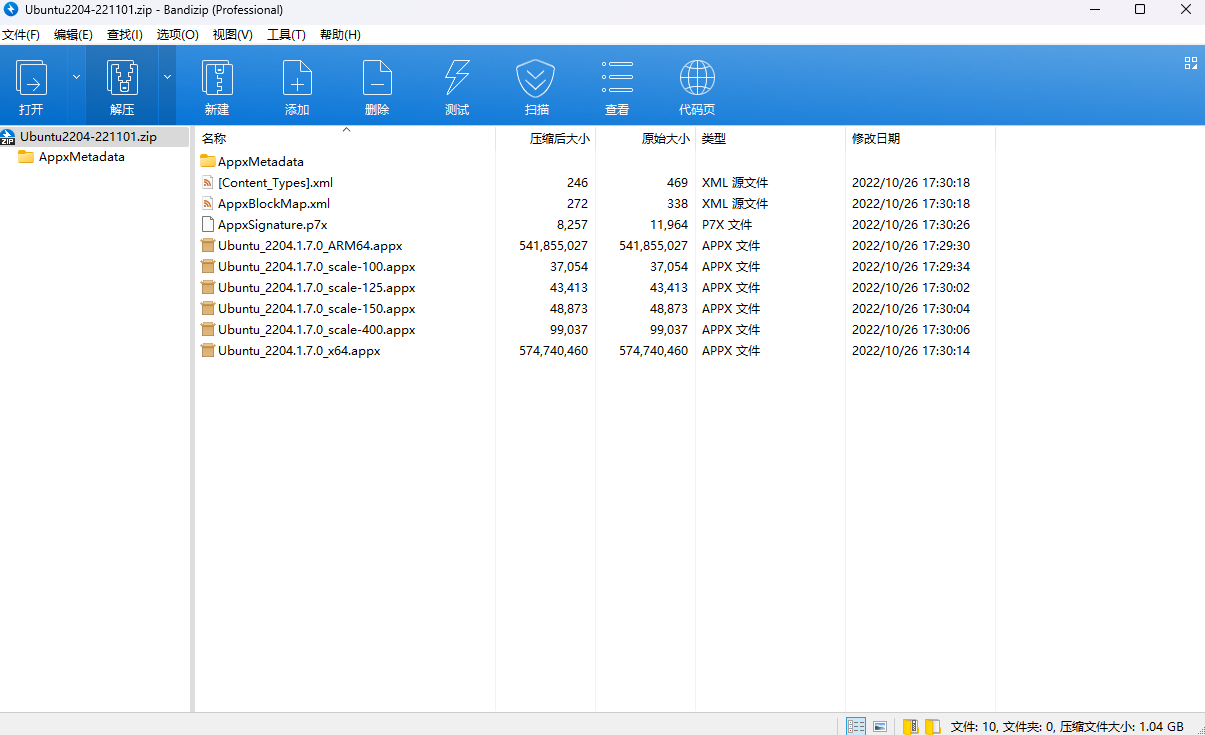 Ubuntu2204-221101.zip - Bandizip (Professional)
文件(F) 编辑(E) 查找(I) 选项(O) 视图(V) 工具(T) 帮助(H)
打开 解压 新建 添加 删除 测试 扫描 查看 代码页
ZIP Ubuntu2204-221101.zip
AppxMetadata
名称 压缩后大小 原始大小 类型 修改日期
AppxMetadata
[Content_Types].xml 246 469 XML 源文件 2022/10/26 17:30:18
AppxBlockMap.xml 272 338 XML 源文件 2022/10/26 17:30:18
AppxSignature.p7x 8,257 11,964 P7X 文件 2022/10/26 17:30:26
Ubuntu_2204.1.7.0_ARM64.appx 541,855,027 541,855,027 APPX 文件 2022/10/26 17:29:30
Ubuntu_2204.1.7.0_scale-100.appx 37,054 37,054 APPX 文件 2022/10/26 17:29:34
Ubuntu_2204.1.7.0_scale-125.appx 43,413 43,413 APPX 文件 2022/10/26 17:30:02
Ubuntu_2204.1.7.0_scale-150.appx 48,873 48,873 APPX 文件 2022/10/26 17:30:04
Ubuntu_2204.1.7.0_scale-400.appx 99,037 99,037 APPX 文件 2022/10/26 17:30:06
Ubuntu_2204.1.7.0_x64.appx 574,740,460 574,740,460 APPX 文件 2022/10/26 17:30:14
文件: 10, 文件夹: 0, 压缩文件大小: 1.04 GB